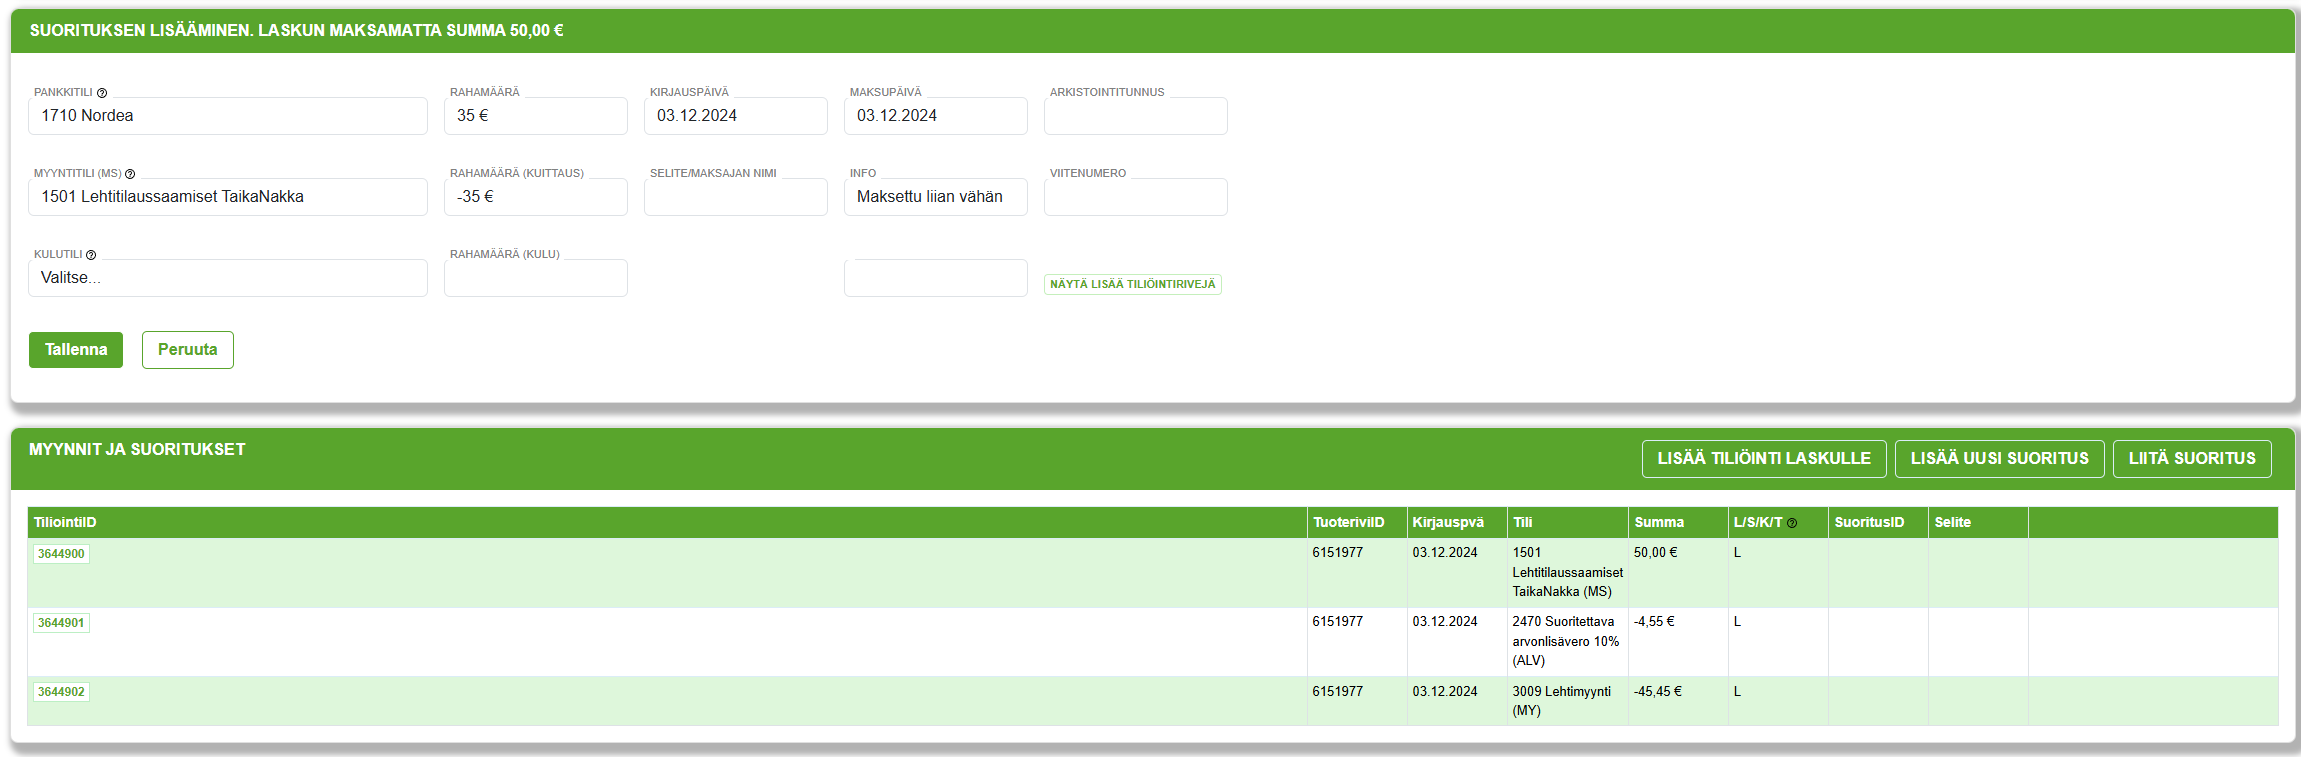 SUORITUKSEN LISÄÄMINEN. LASKUN MAKSAMATTA SUMMA 50,00 €
PANKKITILI RAHAMÄÄRÄ KIRJAUSPÄIVÄ MAKSUPÄIVÄ ARKISTOINTITUNNUS
1710 Nordea 35 € 03.12.2024 03.12.2024
MYYNTITILI (MS) RAHAMÄÄRÄ (KUITTAUS) SELITE/MAKSAJAN NIMI INFO VIITENUMERO
1501 Lehtitilaussaamiset TaikaNakka -35 € Maksettu liian vähän
KULUTILI RAHAMÄÄRÄ (KULU)
Valitse...
NÄYTÄ LISÄÄ TILIÖINTIRIVEJÄ
Tallenna Peruuta
MYYNNIT JA SUORITUKSET
LISÄÄ TILIÖINTI LASKULLE LISÄÄ UUSI SUORITUS LIITÄ SUORITUS
TiliointiID TuoteriviID Kirjauspvä Tili Summa L/S/K/T SuoritusID Selite
3644900 6151977 03.12.2024 1501 50,00 € L
Lehtitilaussaamiset
TaikaNakka (MS)
3644901 6151977 03.12.2024 2470 Suoritettava -4,55 € L
arvonlisävero 10%
(ALV)
3644902 6151977 03.12.2024 3009 Lehtimyynti -45,45 € L
(MY)